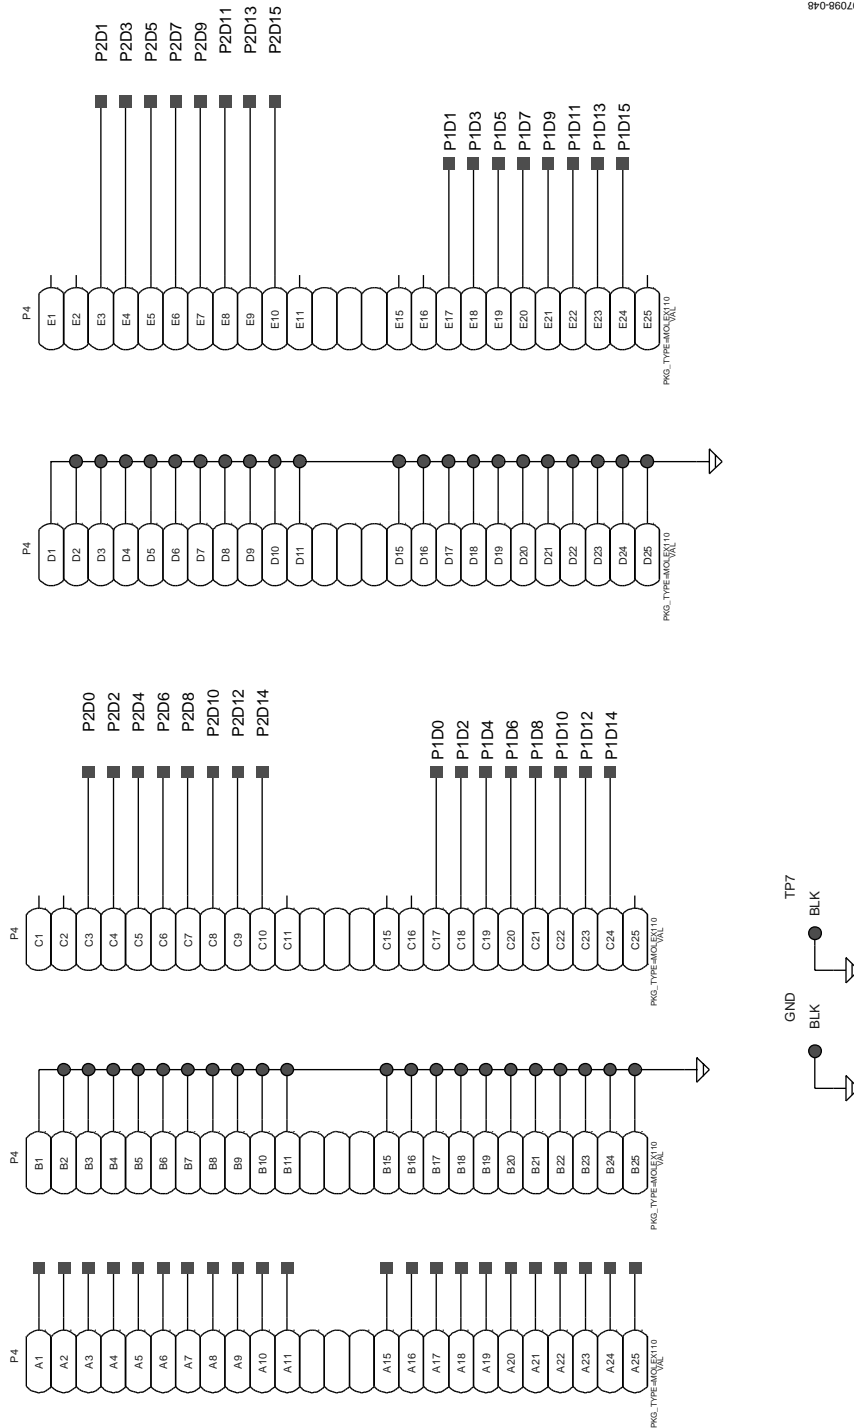 07098-048
P2D1
P2D3
P2D5
P2D7
P2D9
P2D11
P2D13
P2D15
P1D1
P1D3
P1D5
P1D7
P1D9
P1D11
P1D13
P1D15
P4
E1
E2
E3
E4
E5
E6
E7
E8
E9
E10
E11
E15
E16
E17
E18
E19
E20
E21
E22
E23
E24
E25
PKG_TYPE=MOLEX110
VAL
P4
D1
D2
D3
D4
D5
D6
D7
D8
D9
D10
D11
D15
D16
D17
D18
D19
D20
D21
D22
D23
D24
D25
PKG_TYPE=MOLEX110
VAL
P2D0
P2D2
P2D4
P2D6
P2D8
P2D10
P2D12
P2D14
P1D0
P1D2
P1D4
P1D6
P1D8
P1D10
P1D12
P1D14
P4
C1
C2
C3
C4
C5
C6
C7
C8
C9
C10
C11
C15
C16
C17
C18
C19
C20
C21
C22
C23
C24
C25
PKG_TYPE=MOLEX110
VAL
TP7
BLK
GND
BLK
P4
B1
B2
B3
B4
B5
B6
B7
B8
B9
B10
B11
B15
B16
B17
B18
B19
B20
B21
B22
B23
B24
B25
PKG_TYPE=MOLEX110
VAL
P4
A1
A2
A3
A4
A5
A6
A7
A8
A9
A10
A11
A15
A16
A17
A18
A19
A20
A21
A22
A23
A24
A25
PKG_TYPE=MOLEX110
VAL